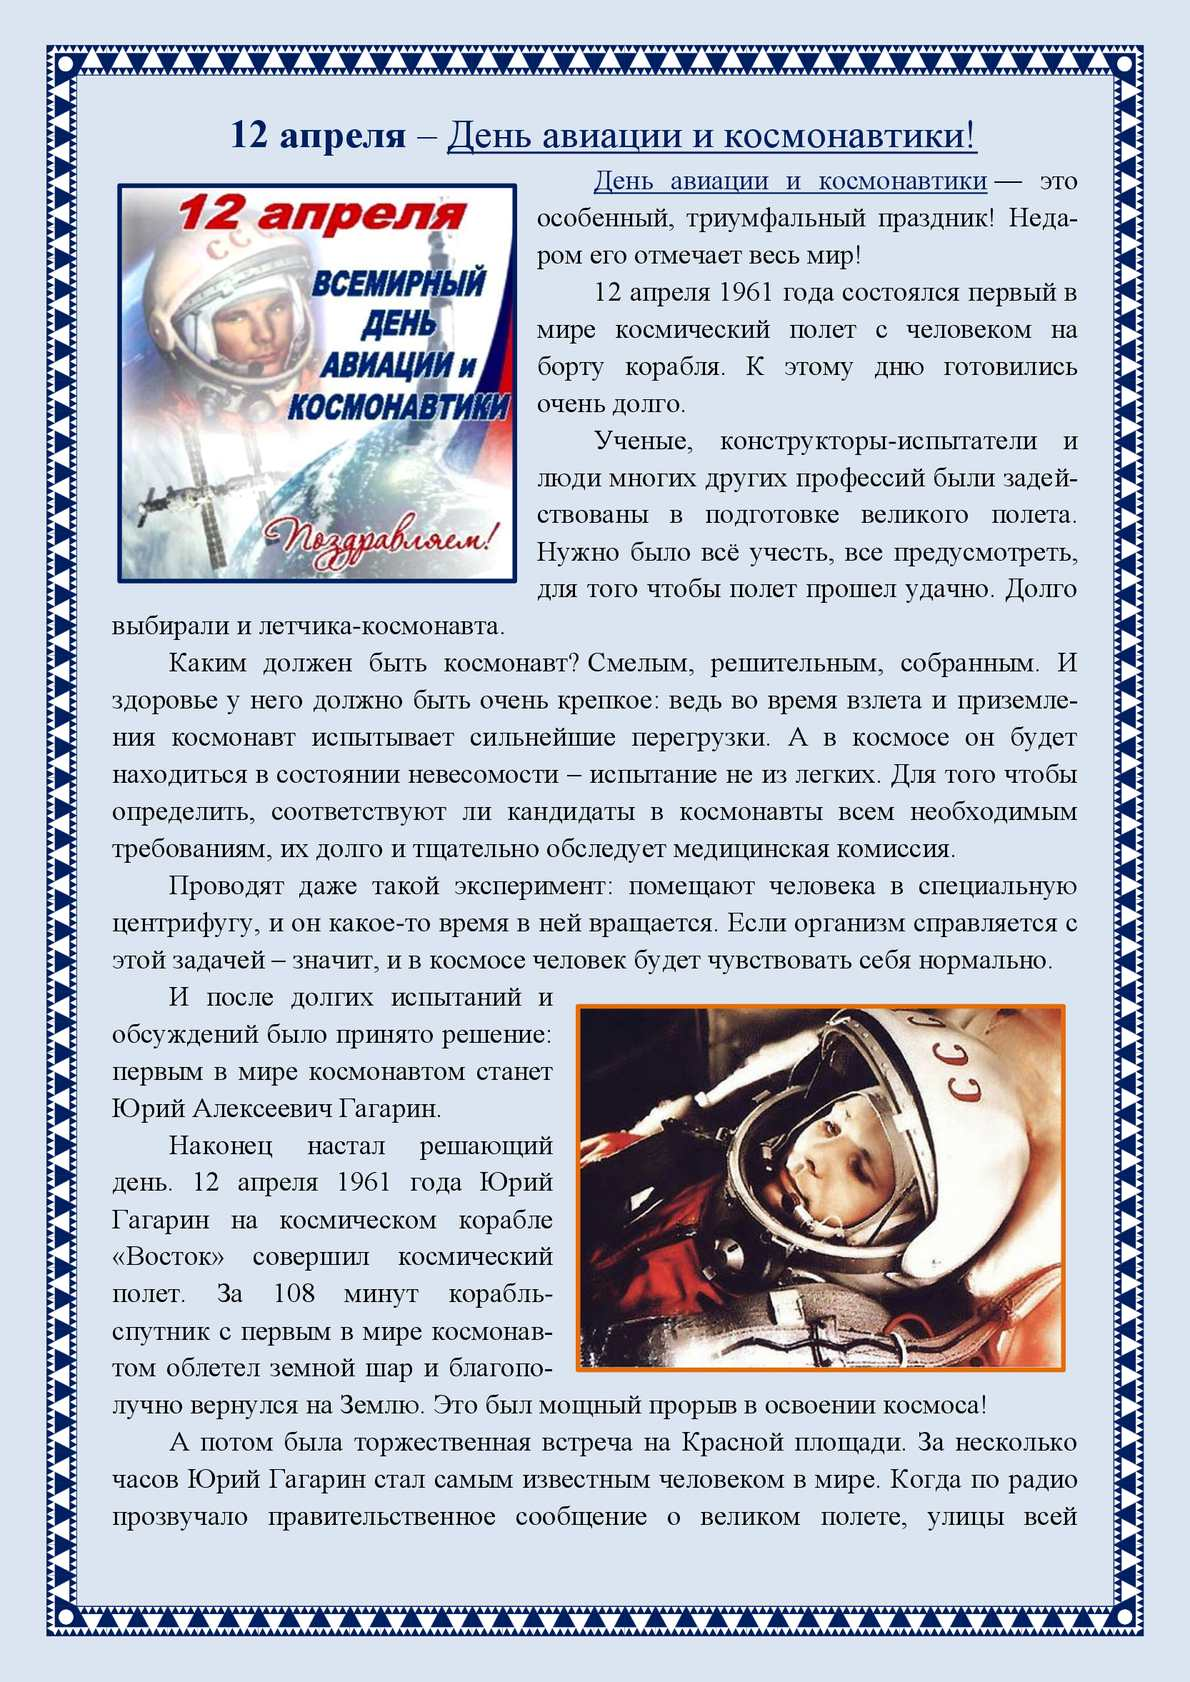 12 апреля – День авиации и космонавтики!
12 апреля
СС
ВСЕМИРНЫЙ
ДЕНЬ
АВИАЦИИ и
КОСМОНАВТИКИ
Поздравляем!
День авиации и космонавтики — это
особенный, триумфальный праздник! Неда-
ром его отмечает весь мир!
12 апреля 1961 года состоялся первый в
мире космический полет с человеком на
борту корабля. К этому дню готовились
очень долго.
Ученые, конструкторы-испытатели и
люди многих других профессий были задей-
ствованы в подготовке великого полета.
Нужно было всё учесть, все предусмотреть,
для того чтобы полет прошел удачно. Долго
выбирали и летчика-космонавта.
Каким должен быть космонавт? Смелым, решительным, собранным. И
здоровье у него должно быть очень крепкое: ведь во время взлета и приземле-
ния космонавт испытывает сильнейшие перегрузки. А в космосе он будет
находиться в состоянии невесомости – испытание не из легких. Для того чтобы
определить, соответствуют ли кандидаты в космонавты всем необходимым
требованиям, их долго и тщательно обследует медицинская комиссия.
Проводят даже такой эксперимент: помещают человека в специальную
центрифугу, и он какое-то время в ней вращается. Если организм справляется с
этой задачей – значит, и в космосе человек будет чувствовать себя нормально.
И после долгих испытаний и
обсуждений было принято решение:
первым в мире космонавтом станет
Юрий Алексеевич Гагарин.
Наконец настал решающий
день. 12 апреля 1961 года Юрий
Гагарин на космическом корабле
«Восток» совершил космический
полет. За 108 минут корабль-
спутник с первым в мире космонав-
том облетел земной шар и благопо-
лучно вернулся на Землю. Это был мощный прорыв в освоении космоса!
ССС
А потом была торжественная встреча на Красной площади. За несколько
часов Юрий Гагарин стал самым известным человеком в мире. Когда по радио
прозвучало правительственное сообщение о великом полете, улицы всей